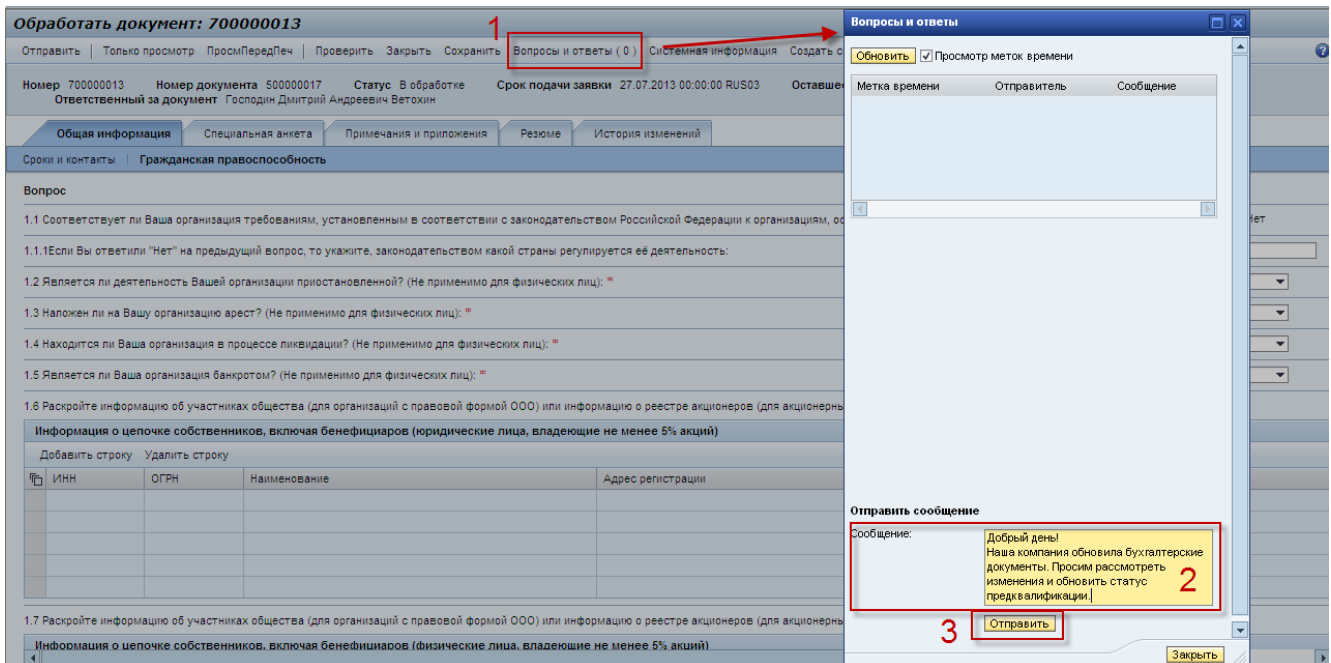 Обработать документ: 700000013
1
Отправить | Только просмотр ПросмПередПеч | Проверить Закрыть Сохранить Вопросы и ответы ( 0 ) Системная информация Создать
Номер 700000013 Номер документа 500000017 Статус В обработке Срок подачи заявки 27.07.2013 00:00:00 RUS03
Ответственный за документ Господин Дмитрий Андреевич Ветохин
Общая информация Специальная анкета Примечания и приложения Резюме История изменений
Сроки и контакты | Гражданская правоспособность
Вопрос
1.1 Соответствует ли Ваша организация требованиям, установленным в соответствии с законодательством Российской Федерации к организациям,
1.1.1Если Вы ответили "Нет" на предыдущий вопрос, то укажите, законодательством какой страны регулируется её деятельность:
1.2 Является ли деятельность Вашей организации приостановленной? (Не применимо для физических лиц): *
1.3 Наложен ли на Вашу организацию арест? (Не применимо для физических лиц): *
1.4 Находится ли Ваша организация в процессе ликвидации? (Не применимо для физических лиц): *
1.5 Является ли Ваша организация банкротом? (Не применимо для физических лиц): *
1.6 Раскройте информацию об участниках общества (для организаций с правовой формой ООО) или информацию о реестре акционеров (для
Информация о цепочке собственников, включая бенефициаров (юридические лица, владеющие не менее 5% акций)
Добавить строку Удалить строку
ИНН ОГРН Наименование Адрес регистрации
1.7 Раскройте информацию об участниках общества (для организаций с правовой формой ООО) или информацию о реестре акционеров (для
Информация о цепочке собственников, включая бенефициаров (физические лица, владеющие не менее 5% акций)
Вопросы и ответы
Обновить Просмотр меток времени
Метка времени Отправитель Сообщение
Отправить сообщение
Сообщение:
Добрый день!
Наша компания обновила бухгалтерские
документы. Просим рассмотреть
изменения и обновить статус
предквалификации.
2
3
Отправить
Закрыть